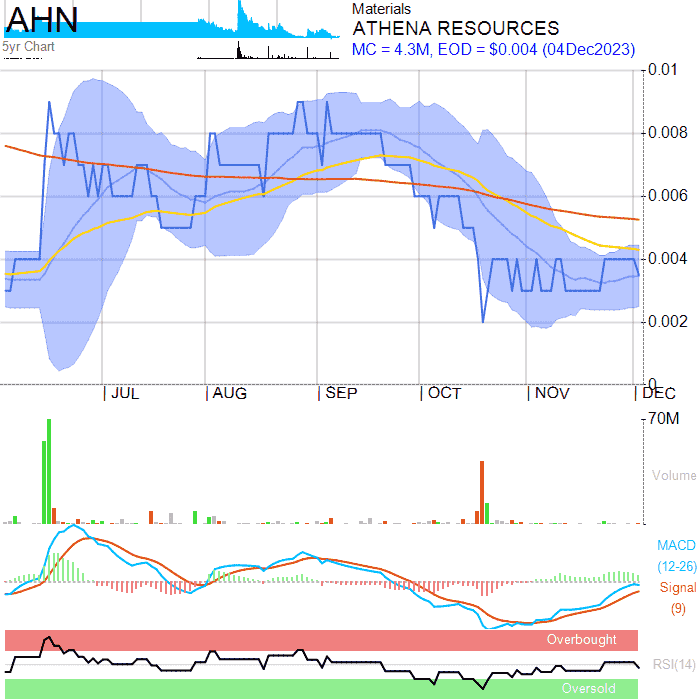 AHN
5yr Chart
Materials
ATHENA RESOURCES
MC = 4.3M, EOD = $0.004 (04Dec2023)
0.01
0.008
0.006
0.004
0.002
0
JUL AUG SEP OCT NOV DEC
70M
Volume
MACD
(12-26)
Signal
(9)
Overbought
RSI(14)
Oversold